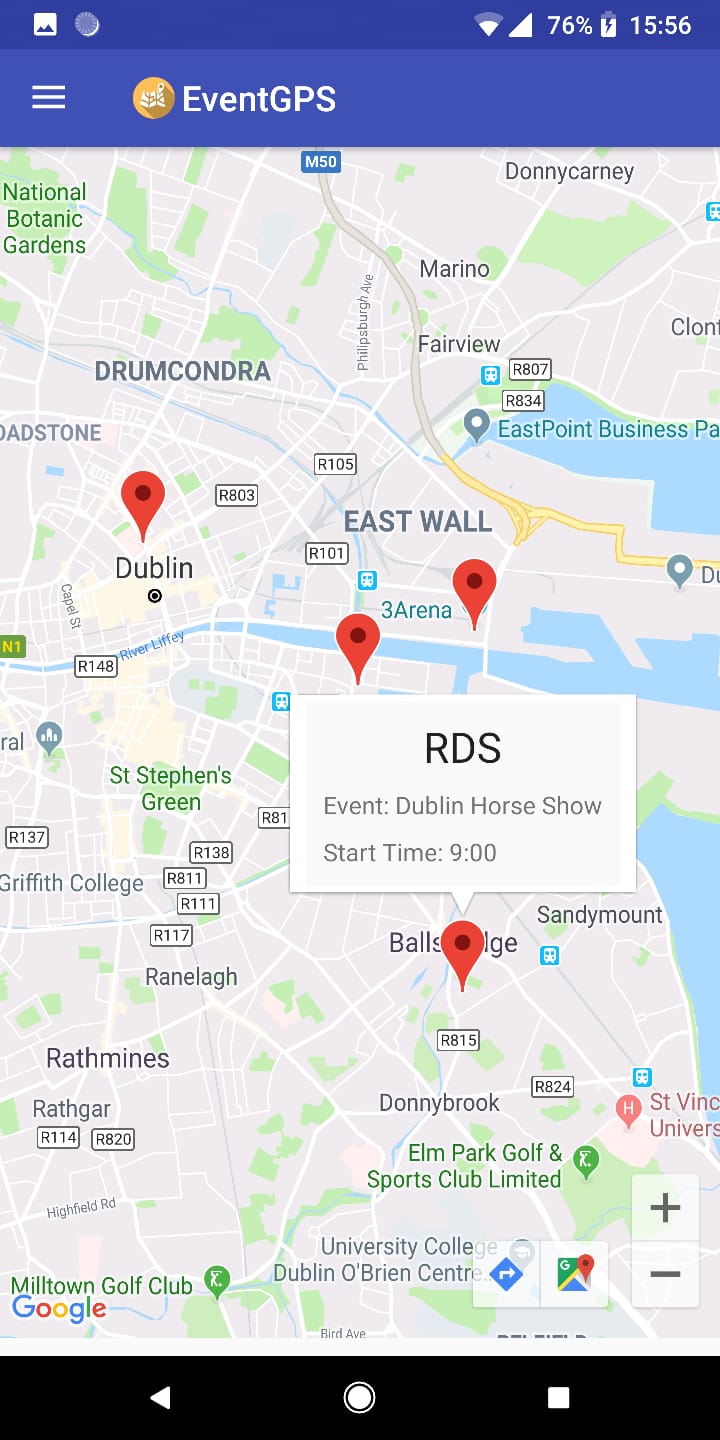 76% 15:56
EventGPS
M50
Donnycarney
National
Botanic
Gardens
Marino
Philipsburgh Ave
Clont
Fairview
R807
DRUMCONDRA
R834
OADSTONE
EastPoint Business Pa
R105
R803
EAST WALL
R101
Dublin
Du
Capel St
3Arena
N1
River Liffey
R148
ral
RDS
St Stephen's
Green
Event: Dublin Horse Show
R81
R137
R138
Start Time: 9:00
Griffith College
R811
R111
Sandymount
R117
Balls
dge
Ranelagh
R815
Rathmines
R824
Donnybrook
Rathgar
St Vinc
Univers
R114
R820
Elm Park Golf &
Sports Club Limited
H
Highfield Rd
University College
Dublin O'Brien Centre...
G
Milltown Golf Club
Google
Bird Ave
BELFIELD